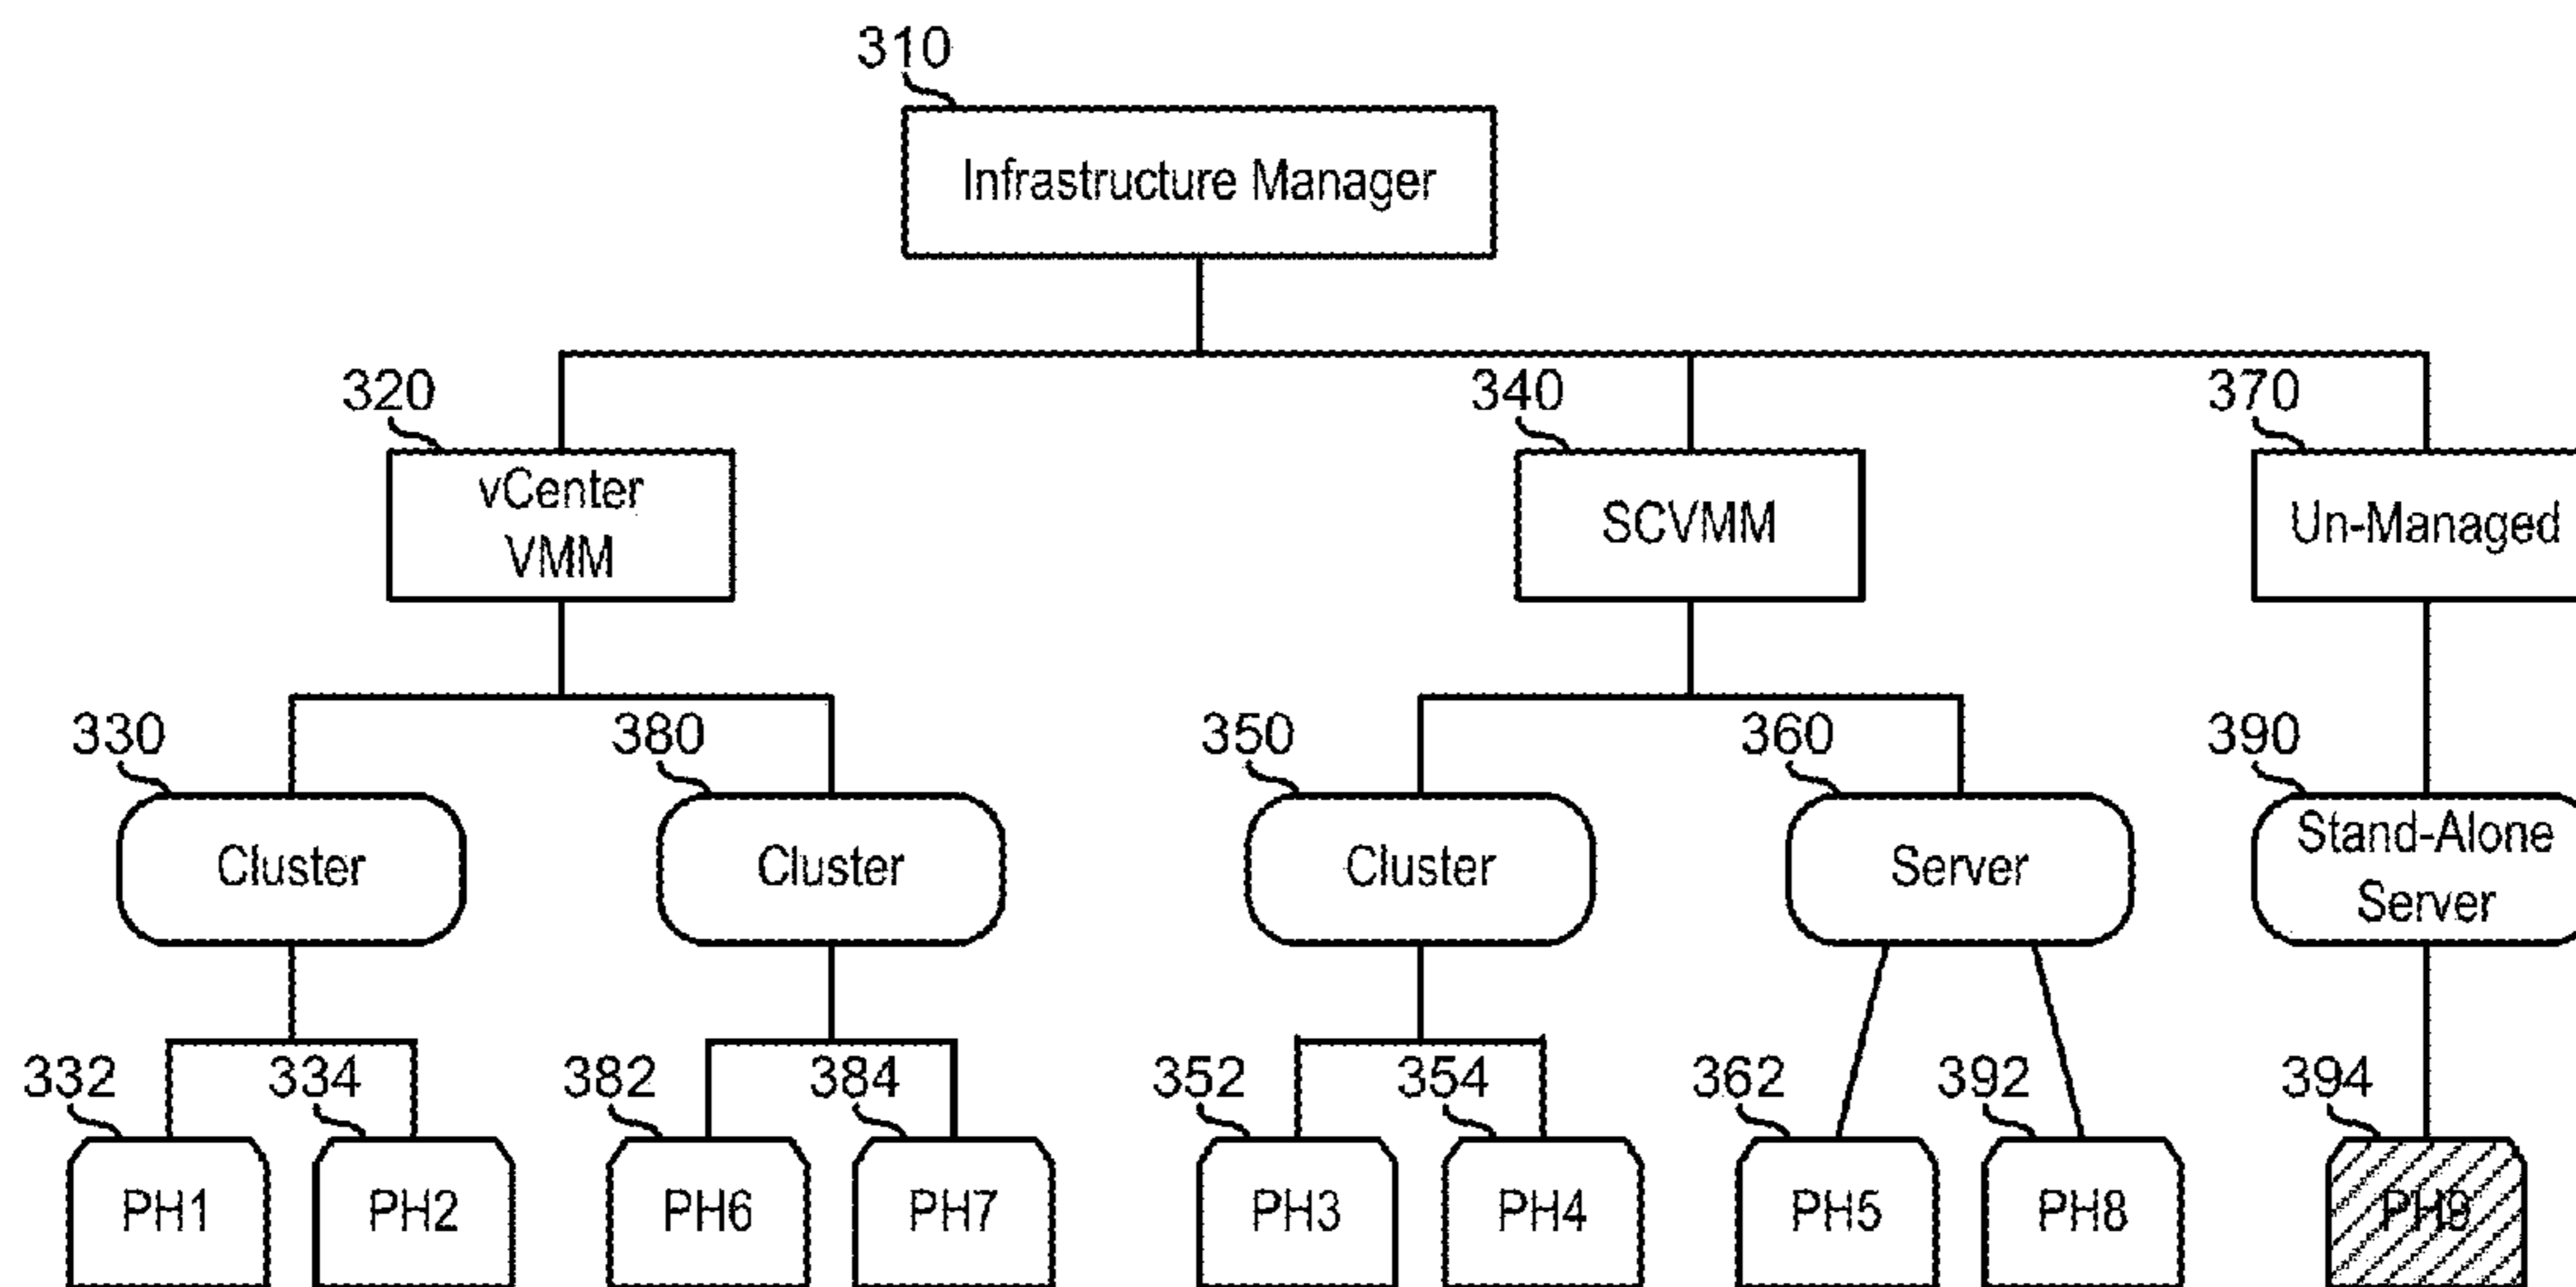 310
Infrastructure Manager
320
340
370
vCenter
VMM
SCVMM
Un-Managed
330
380
350
360
390
Cluster
Cluster
Cluster
Server
Stand-Alone
Server
332
334
382
384
352
354
362
392
394
PH1
PH2
PH6
PH7
PH3
PH4
PH5
PH8
PH9